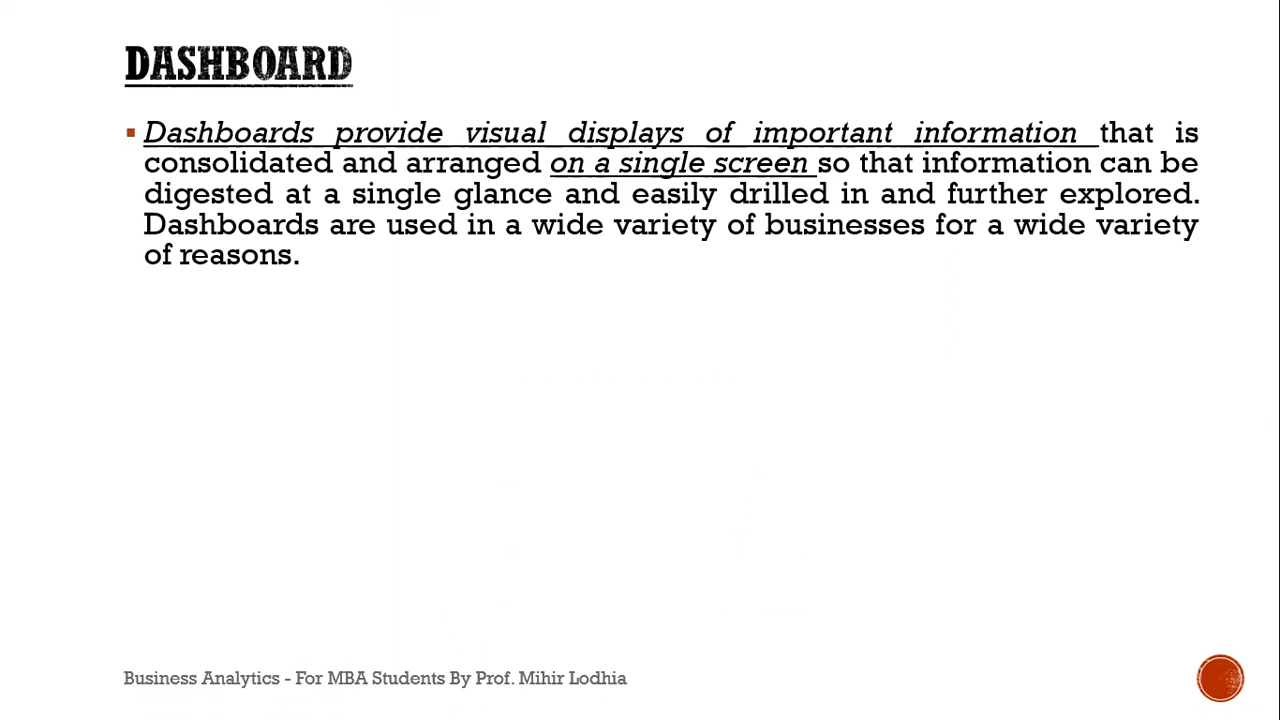 DASHBOARD
Dashboards provide visual displays of important information that is
consolidated and arranged on a single screen so that information can be
digested at a single glance and easily drilled in and further explored.
Dashboards are used in a wide variety of businesses for a wide variety
of reasons.
Business Analytics - For MBA Students By Prof. Mihir Lodhia